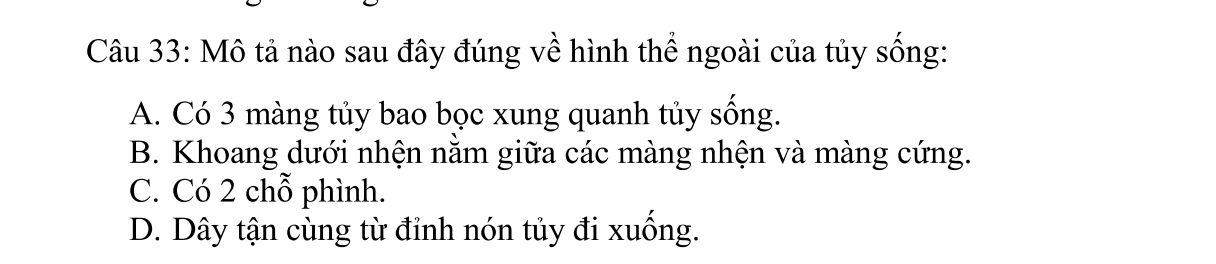 Câu 33: Mô tả nào sau đây đúng về hình thể ngoài của tủy sống:
A. Có 3 màng tủy bao bọc xung quanh tủy sống.
B. Khoang dưới nhện nằm giữa các màng nhện và màng cứng.
C. Có 2 chỗ phình.
D. Dây tận cùng từ đỉnh nón tủy đi xuống.